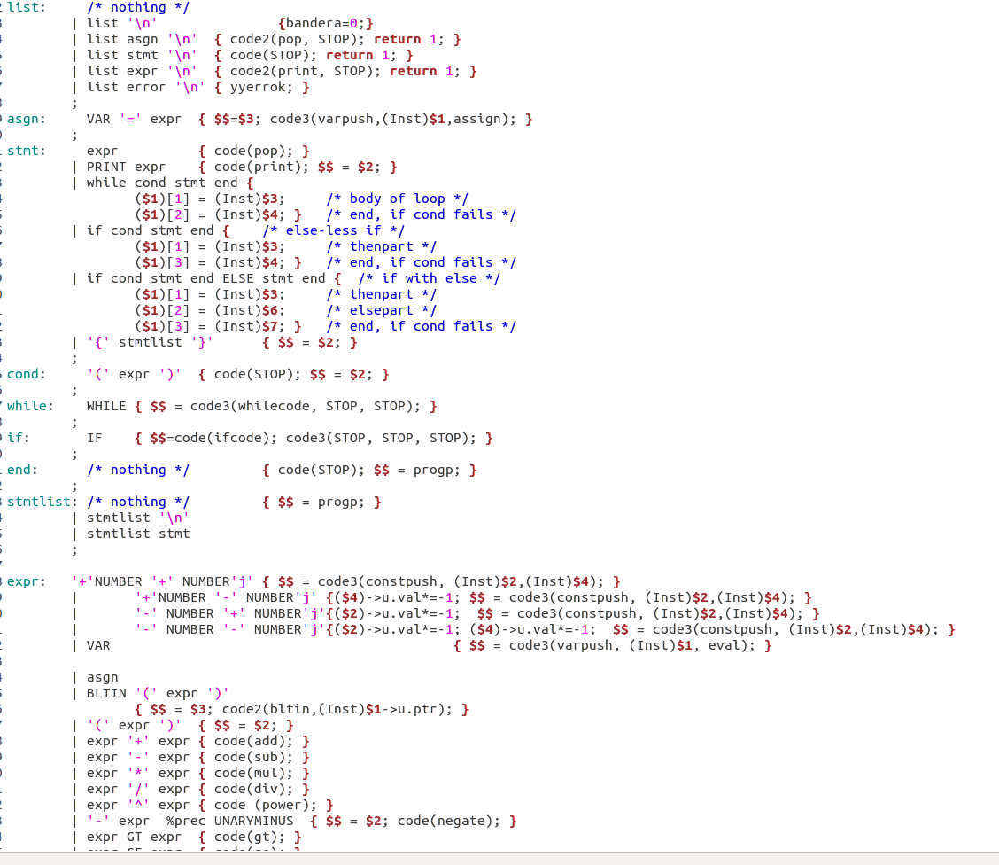 list:     /* nothing */
        | list '\n'               {bandera=0;}
        | list asgn '\n'  { code2(pop, STOP); return 1; }
        | list stmt '\n'  { code(STOP); return 1; }
        | list expr '\n'  { code2(print, STOP); return 1; }
        | list error '\n' { yyerrok; }
        ;
asgn:     VAR '=' expr  { $$=$3; code3(varpush,(Inst)$1,assign); }
        ;
stmt:     expr          { code(pop); }
        | PRINT expr    { code(print); $$ = $2; }
        | while cond stmt end {
                ($1)[1] = (Inst)$3;     /* body of loop */
                ($1)[2] = (Inst)$4; }   /* end, if cond fails */
        | if cond stmt end {    /* else-less if */
                ($1)[1] = (Inst)$3;     /* thenpart */
                ($1)[3] = (Inst)$4; }   /* end, if cond fails */
        | if cond stmt end ELSE stmt end {  /* if with else */
                ($1)[1] = (Inst)$3;     /* thenpart */
                ($1)[2] = (Inst)$6;     /* elsepart */
                ($1)[3] = (Inst)$7; }   /* end, if cond fails */
        | '{' stmtlist '}'      { $$ = $2; }
        ;
cond:     '(' expr ')'  { code(STOP); $$ = $2; }
        ;
while:    WHILE { $$ = code3(whilecode, STOP, STOP); }
        ;
if:       IF    { $$=code(ifcode); code3(STOP, STOP, STOP); }
        ;
end:      /* nothing */         { code(STOP); $$ = progp; }
        ;
stmtlist: /* nothing */         { $$ = progp; }
        | stmtlist '\n'
        | stmtlist stmt
        ;
expr:   '+'NUMBER '+' NUMBER'j' { $$ = code3(constpush, (Inst)$2,(Inst)$4); }
        |       '+'NUMBER '-' NUMBER'j' {($4)->u.val*=-1; $$ = code3(constpush, (Inst)$2,(Inst)$4); }
        |       '-' NUMBER '+' NUMBER'j'{($2)->u.val*=-1;  $$ = code3(constpush, (Inst)$2,(Inst)$4); }
        |       '-' NUMBER '-' NUMBER'j'{($2)->u.val*=-1; ($4)->u.val*=-1;  $$ = code3(constpush, (Inst)$2,(Inst)$4); }
        | VAR                                           { $$ = code3(varpush, (Inst)$1, eval); }
        | asgn
        | BLTIN '(' expr ')'
                { $$ = $3; code2(bltin,(Inst)$1->u.ptr); }
        | '(' expr ')'  { $$ = $2; }
        | expr '+' expr { code(add); }
        | expr '-' expr { code(sub); }
        | expr '*' expr { code(mul); }
        | expr '/' expr { code(div); }
        | expr '^' expr { code (power); }
        | '-' expr  %prec UNARYMINUS  { $$ = $2; code(negate); }
        | expr GT expr  { code(gt); }